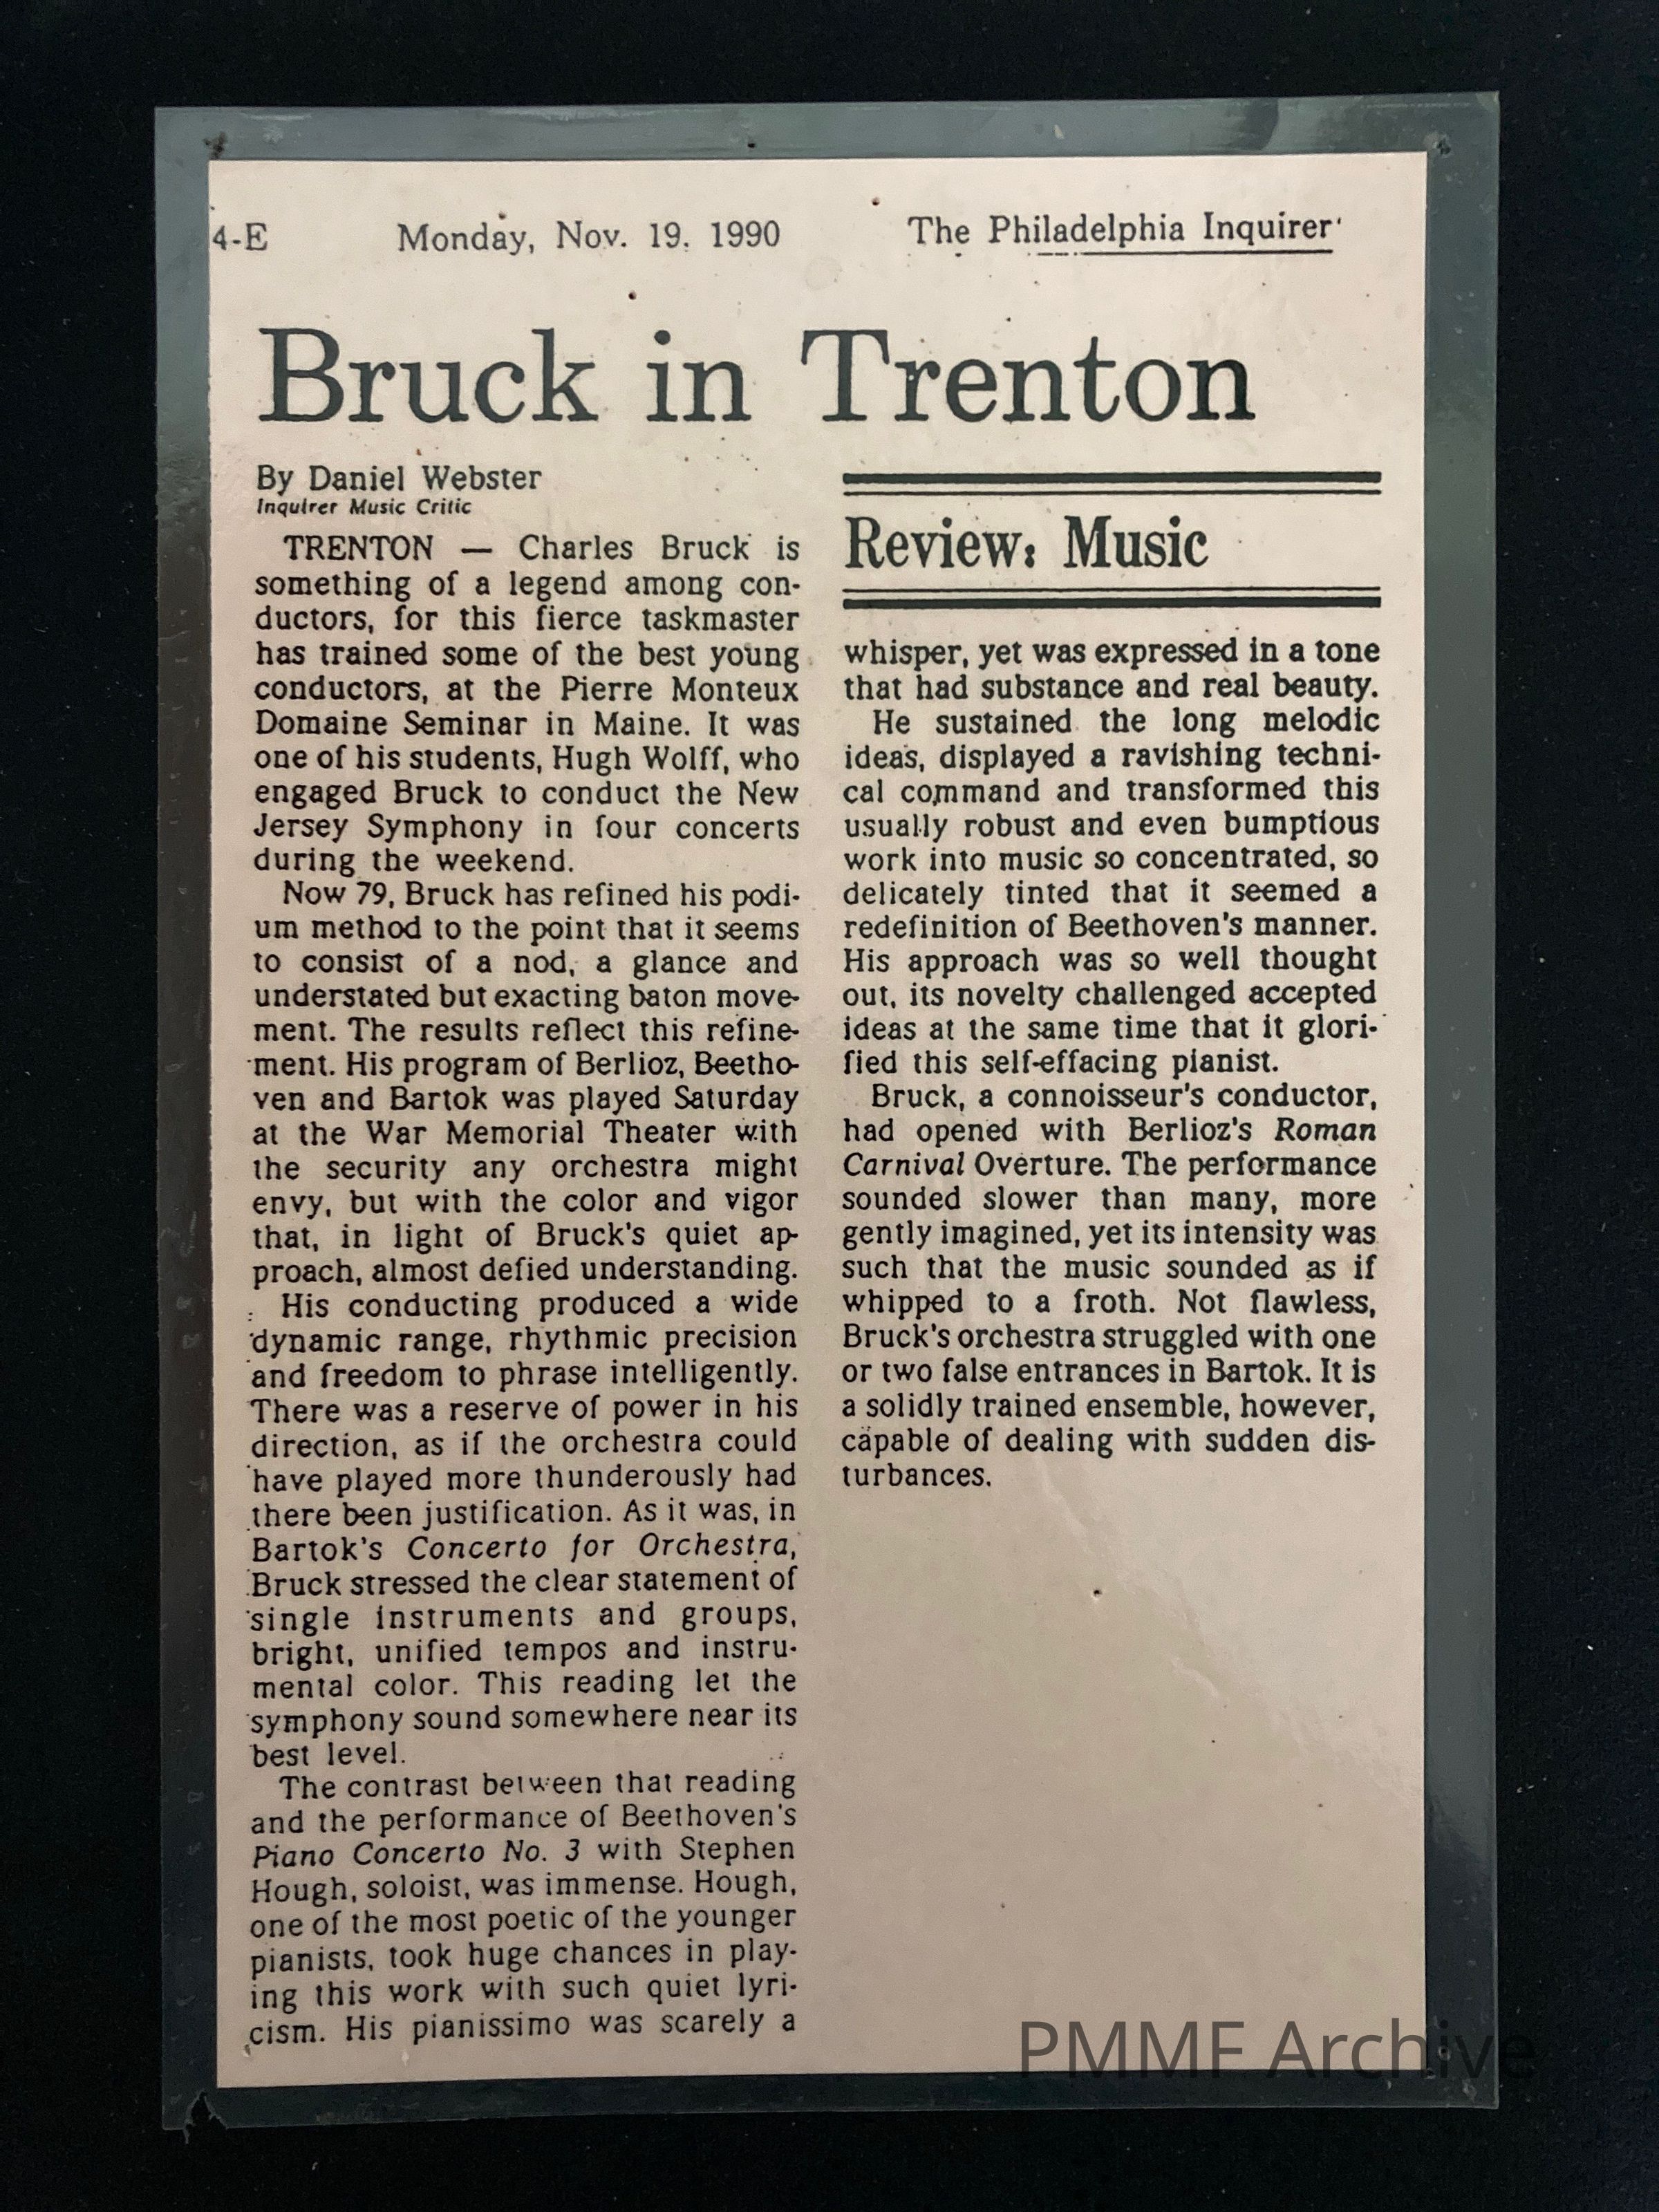 4-E Monday, Nov. 19, 1990 The Philadelphia Inquirer
Bruck in Trenton
By Daniel Webster
Inquirer Music Critic
TRENTON — Charles Bruck is
something of a legend among con-
ductors, for this fierce taskmaster
has trained some of the best young
conductors, at the Pierre Monteux
Domaine Seminar in Maine. It was
one of his students, Hugh Wolff, who
engaged Bruck to conduct the New
Jersey Symphony in four concerts
during the weekend.
Now 79, Bruck has refined his podi-
um method to the point that it seems
to consist of a nod, a glance and
understated but exacting baton move-
ment. The results reflect this refine-
ment. His program of Berlioz, Beetho-
ven and Bartok was played Saturday
at the War Memorial Theater with
the security any orchestra might
envy, but with the color and vigor
that, in light of Bruck's quiet ap-
proach, almost defied understanding.
His conducting produced a wide
dynamic range, rhythmic precision
and freedom to phrase intelligently.
There was a reserve of power in his
direction, as if the orchestra could
have played more thunderously had
there been justification. As it was, in
Bartok's Concerto for Orchestra,
Bruck stressed the clear statement of
single instruments and groups,
bright, unified tempos and instru-
mental color. This reading let the
symphony sound somewhere near its
best level.
The contrast between that reading
and the performance of Beethoven's
Piano Concerto No. 3 with Stephen
Hough, soloist, was immense. Hough,
one of the most poetic of the younger
pianists, took huge chances in play-
ing this work with such quiet lyri-
cism. His pianissimo was scarely a
Review: Music
whisper, yet was expressed in a tone
that had substance and real beauty.
He sustained the long melodic
ideas, displayed a ravishing techni-
cal command and transformed this
usually robust and even bumptious
work into music so concentrated, so
delicately tinted that it seemed a
redefinition of Beethoven's manner.
His approach was so well thought
out, its novelty challenged accepted
ideas at the same time that it glori-
fied this self-effacing pianist.
Bruck, a connoisseur's conductor,
had opened with Berlioz's Roman
Carnival Overture. The performance
sounded slower than many, more
gently imagined, yet its intensity was
such that the music sounded as if
whipped to a froth. Not flawless,
Bruck's orchestra struggled with one
or two false entrances in Bartok. It is
a solidly trained ensemble, however,
capable of dealing with sudden dis-
turbances.
PMMF Archive